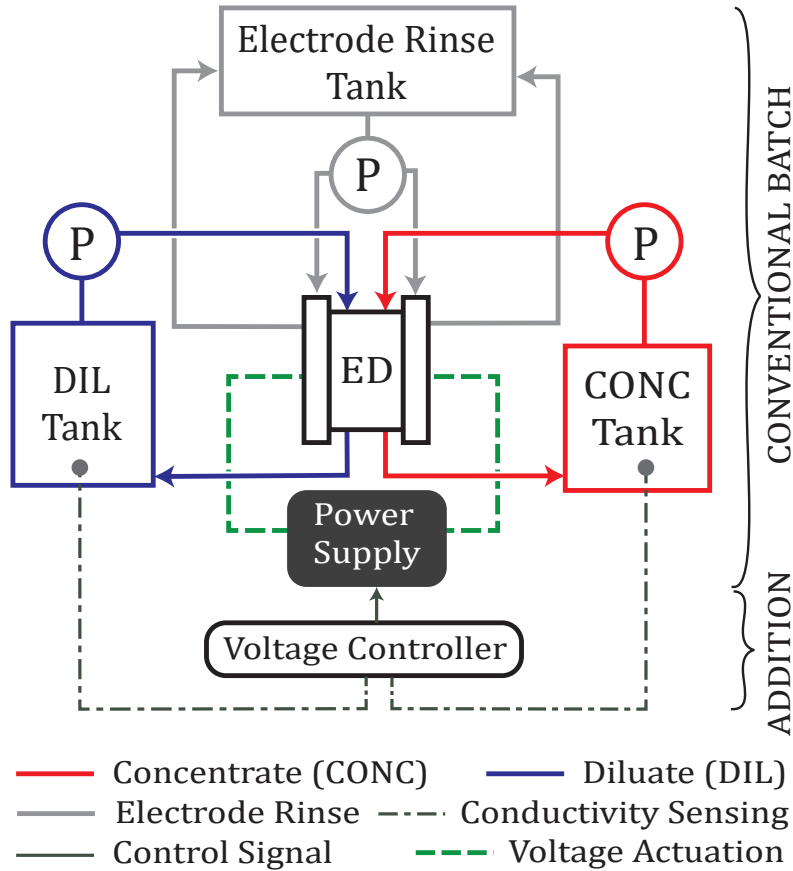 Electrode Rinse
Tank
P
P
P
DIL
Tank
ED
CONC
Tank
Power
Supply
Voltage Controller
CONVENTIONAL BATCH
ADDITION
Concentrate (CONC)
Diluate (DIL)
Electrode Rinse
Conductivity Sensing
Control Signal
Voltage Actuation